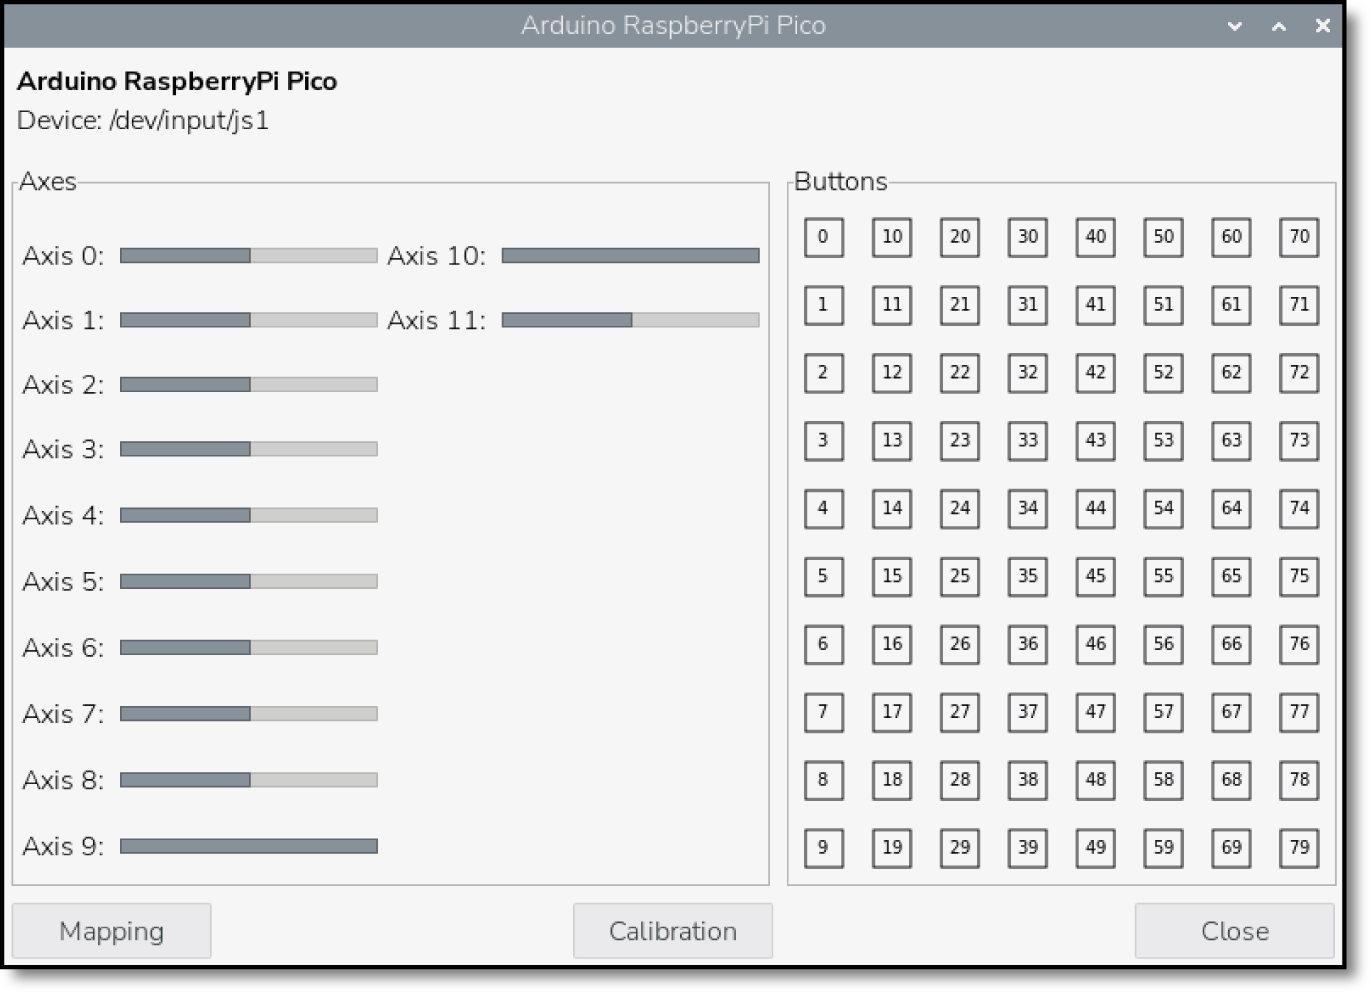 Arduino RaspberryPi Pico
Arduino RaspberryPi Pico
Device: /dev/input/js1
Axes
Axis 0:
Axis 10:
Axis 1:
Axis 11:
Axis 2:
Axis 3:
Axis 4:
Axis 5:
Axis 6:
Axis 7:
Axis 8:
Axis 9:
Buttons
0 10 20 30 40 50 60 70
1 11 21 31 41 51 61 71
2 12 22 32 42 52 62 72
3 13 23 33 43 53 63 73
4 14 24 34 44 54 64 74
5 15 25 35 45 55 65 75
6 16 26 36 46 56 66 76
7 17 27 37 47 57 67 77
8 18 28 38 48 58 68 78
9 19 29 39 49 59 69 79
Mapping
Calibration
Close